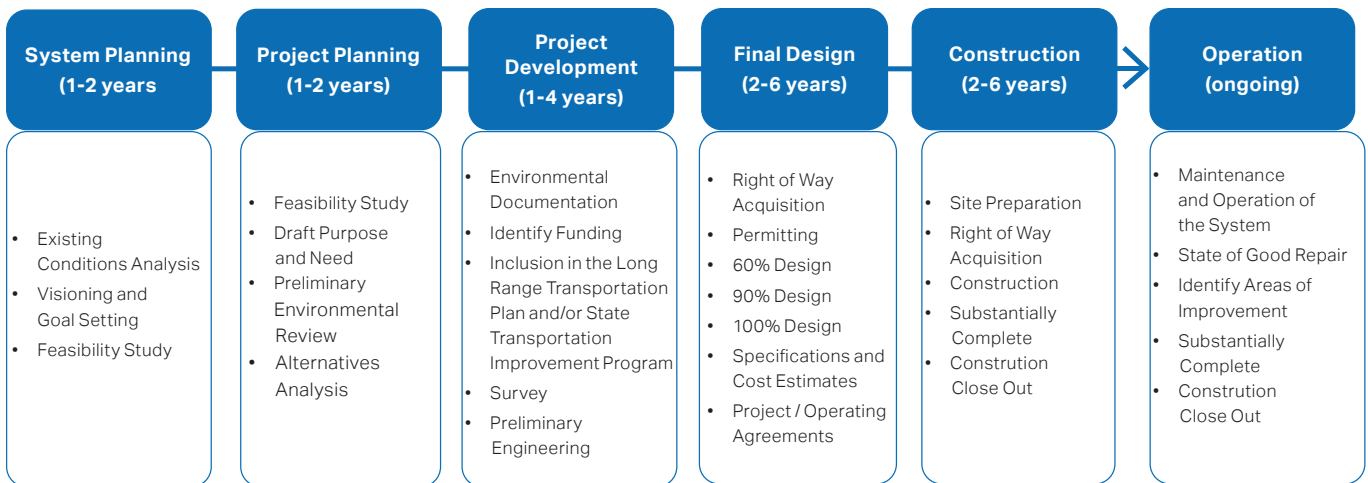 System Planning
(1-2 years
Project Planning
(1-2 years)
Project
Development
(1-4 years)
Final Design
(2-6 years)
Construction
(2-6 years)
Operation
(ongoing)
• Existing
Conditions Analysis
• Visioning and
Goal Setting
• Feasibility Study
• Feasibility Study
• Draft Purpose
and Need
• Preliminary
Environmental
Review
• Alternatives
Analysis
• Environmental
Documentation
• Identify Funding
• Inclusion in the Long
Range Transportation
Plan and/or State
Transportation
Improvement Program
• Survey
• Preliminary
Engineering
• Right of Way
Acquisition
• Permitting
• 60% Design
• 90% Design
• 100% Design
• Specifications and
Cost Estimates
• Project / Operating
Agreements
• Site Preparation
• Right of Way
Acquisition
• Construction
• Substantially
Complete
• Constrution
Close Out
• Maintenance
and Operation of
the System
• State of Good Repair
• Identify Areas of
Improvement
• Substantially
Complete
• Constrution
Close Out